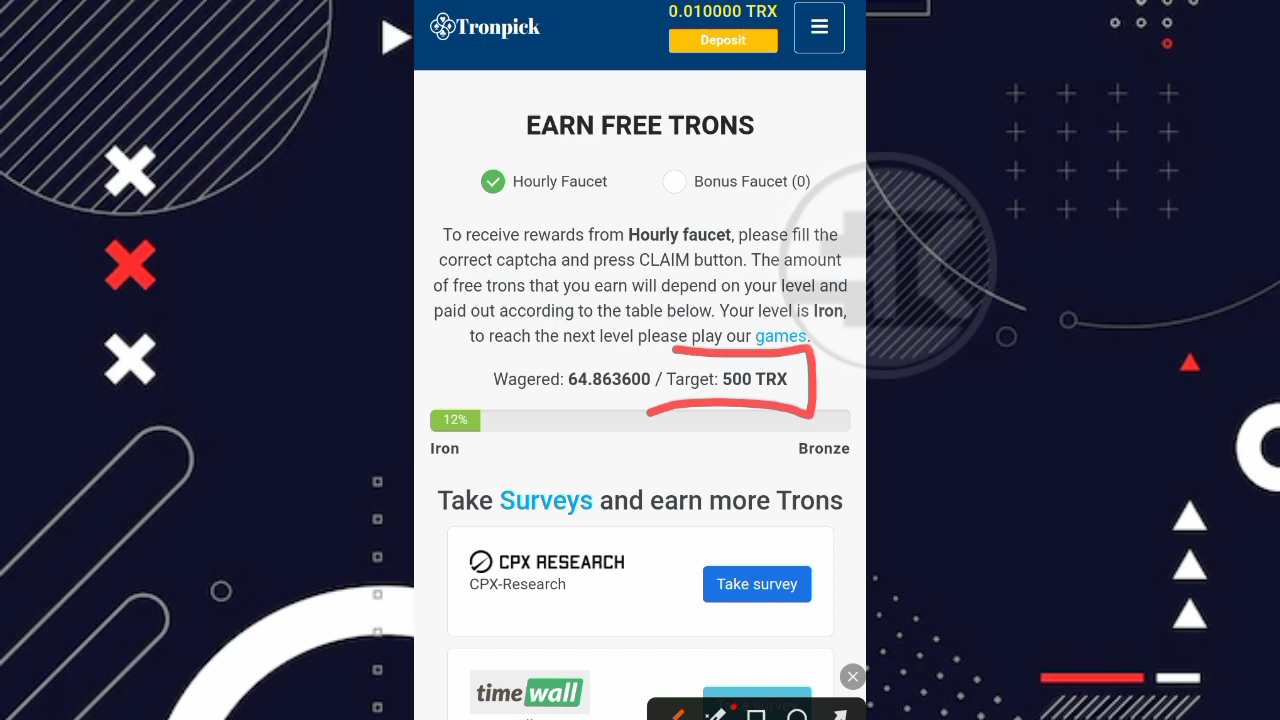 Tronpick
0.010000 TRX
Deposit
EARN FREE TRONS
Hourly Faucet
Bonus Faucet (0)
To receive rewards from Hourly faucet, please fill the
correct captcha and press CLAIM button. The amount
of free trons that you earn will depend on your level and
paid out according to the table below. Your level is Iron,
to reach the next level please play our games.
Wagered: 64.863600 / Target: 500 TRX
12%
Iron
Bronze
Take Surveys and earn more Trons
CPX RESEARCH
CPX-Research
Take survey
timewall